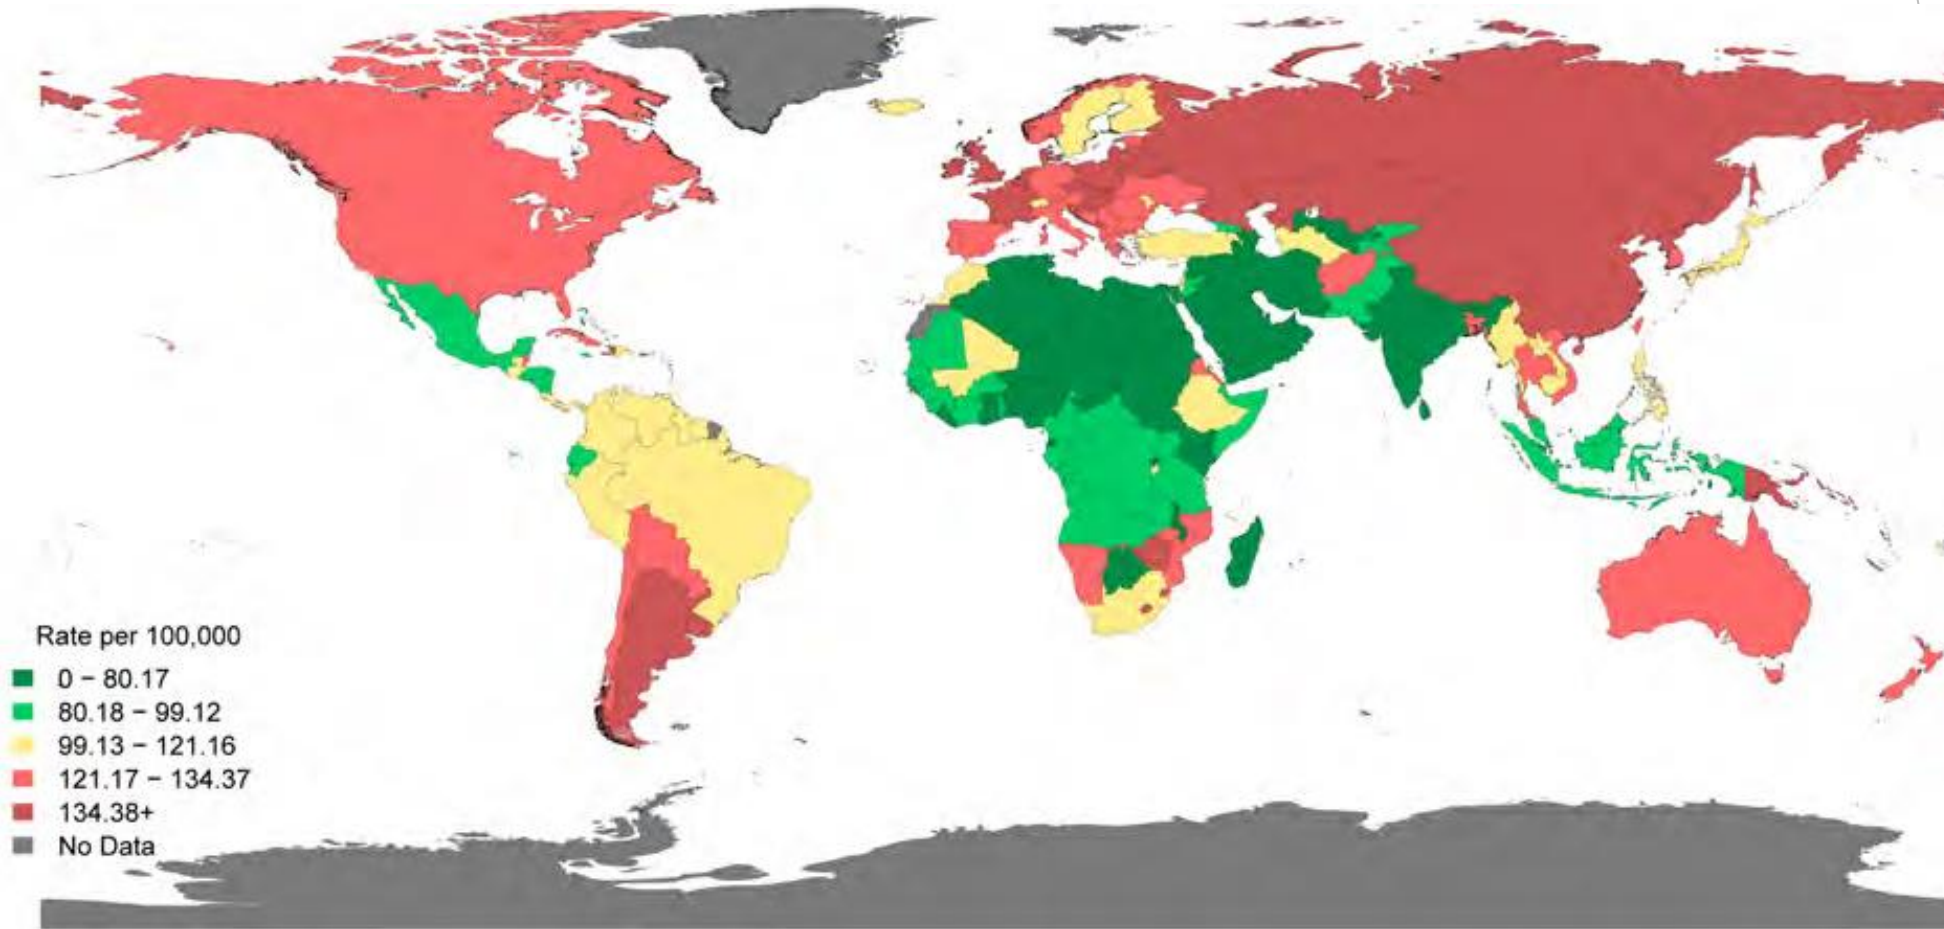 Rate per 100,000
0 − 80.17
80.18 − 99.12
99.13 − 121.16
121.17 − 134.37
134.38+
No Data